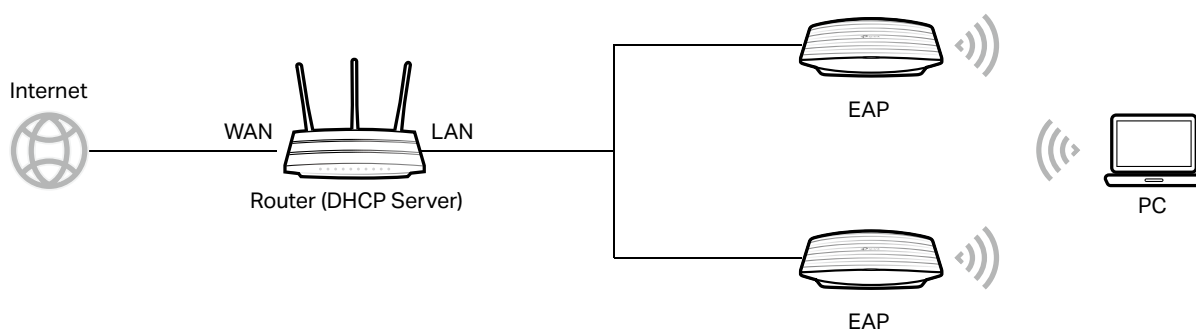 Internet
WAN
LAN
Router (DHCP Server)
EAP
EAP
PC